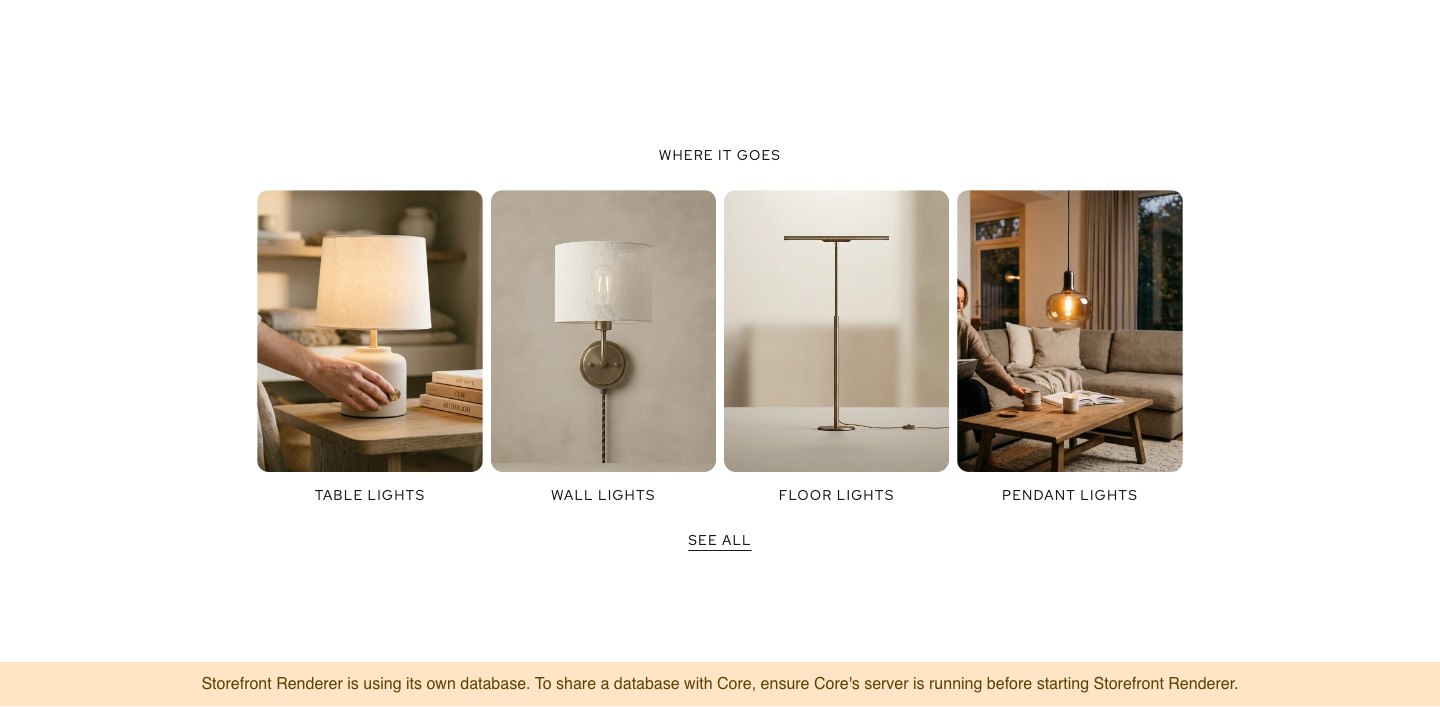 WHERE IT GOES
MUSHROOM
TABLE LIGHTS
WALL LIGHTS
FLOOR LIGHTS
PENDANT LIGHTS
SEE ALL
Storefront Renderer is using its own database. To share a database with Core, ensure Core's server is running before starting Storefront Renderer.